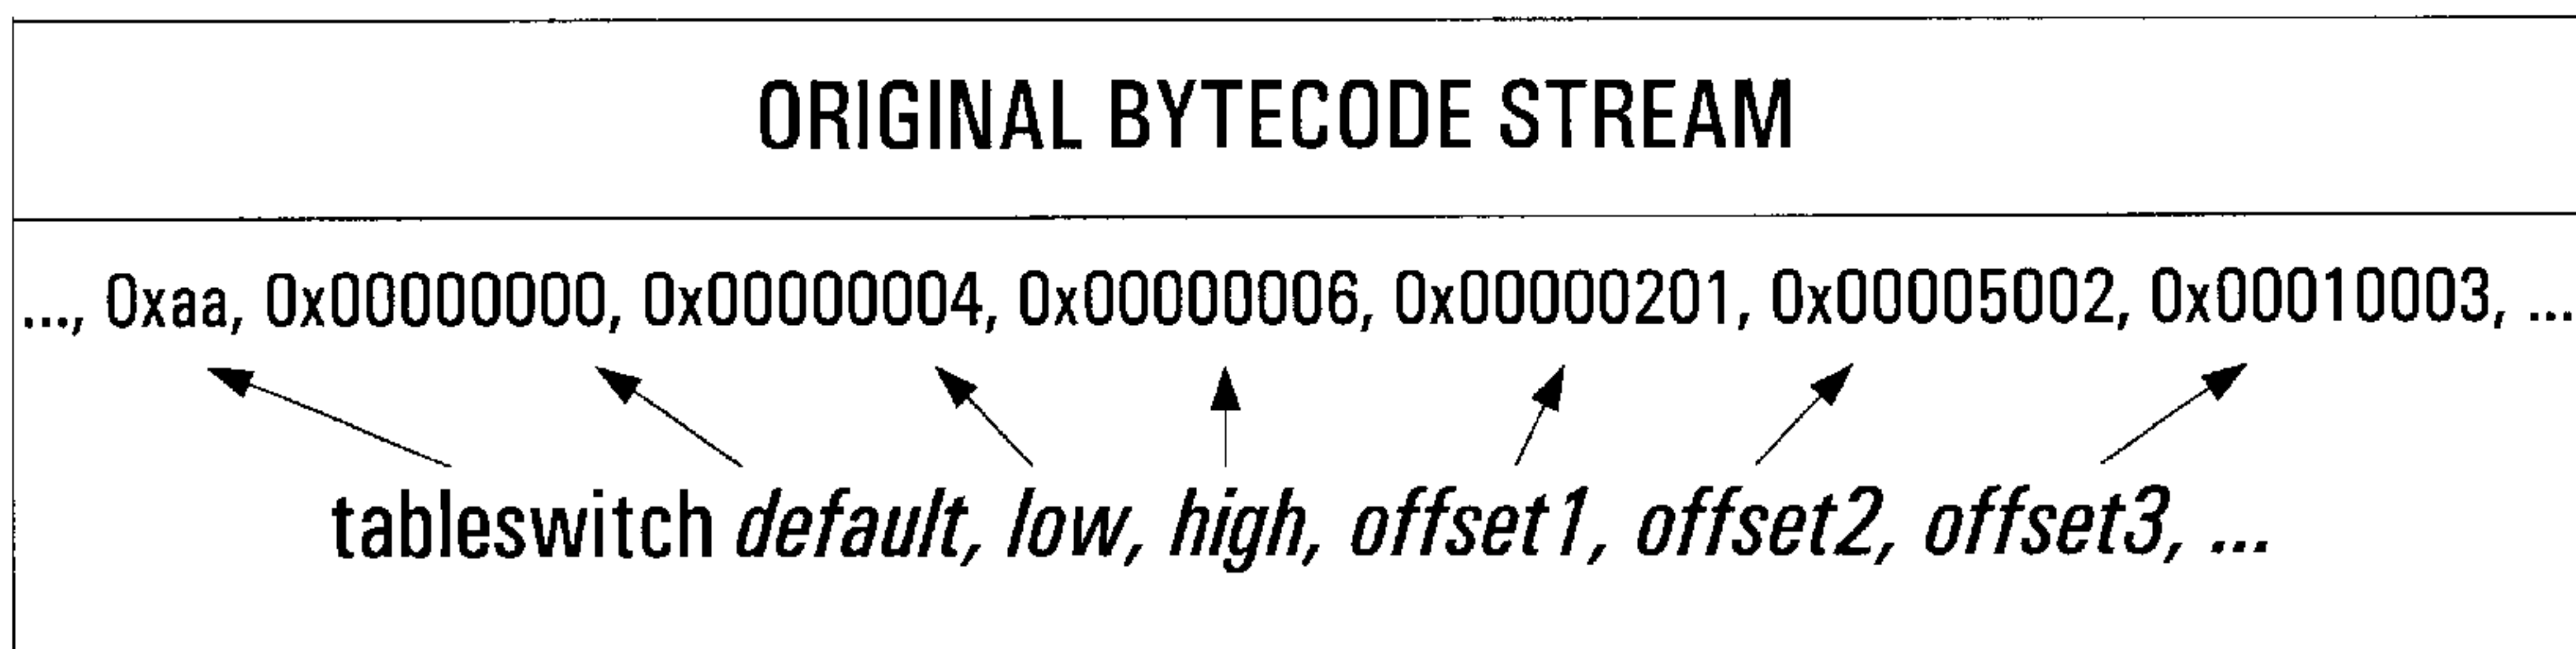 ORIGINAL BYTECODE STREAM
..., 0xaa, 0x00000000, 0x00000004, 0x00000006, 0x00000201, 0x00005002, 0x00010003, ...
tableswitch default, low, high, offset1, offset2, offset3, ...